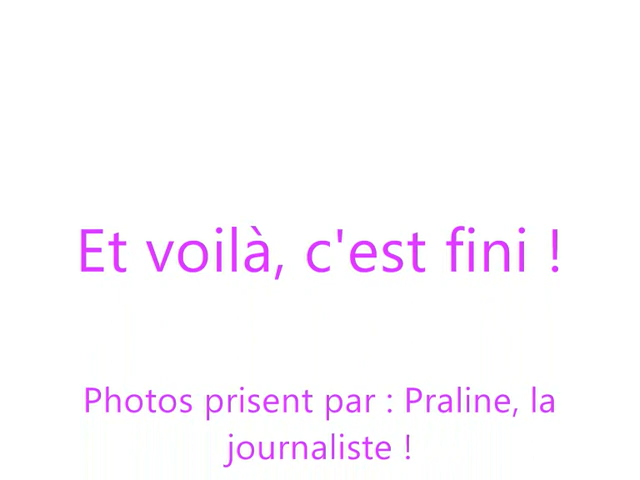 Et voilà, c'est fini !
Photos prisent par : Praline, la
journaliste !